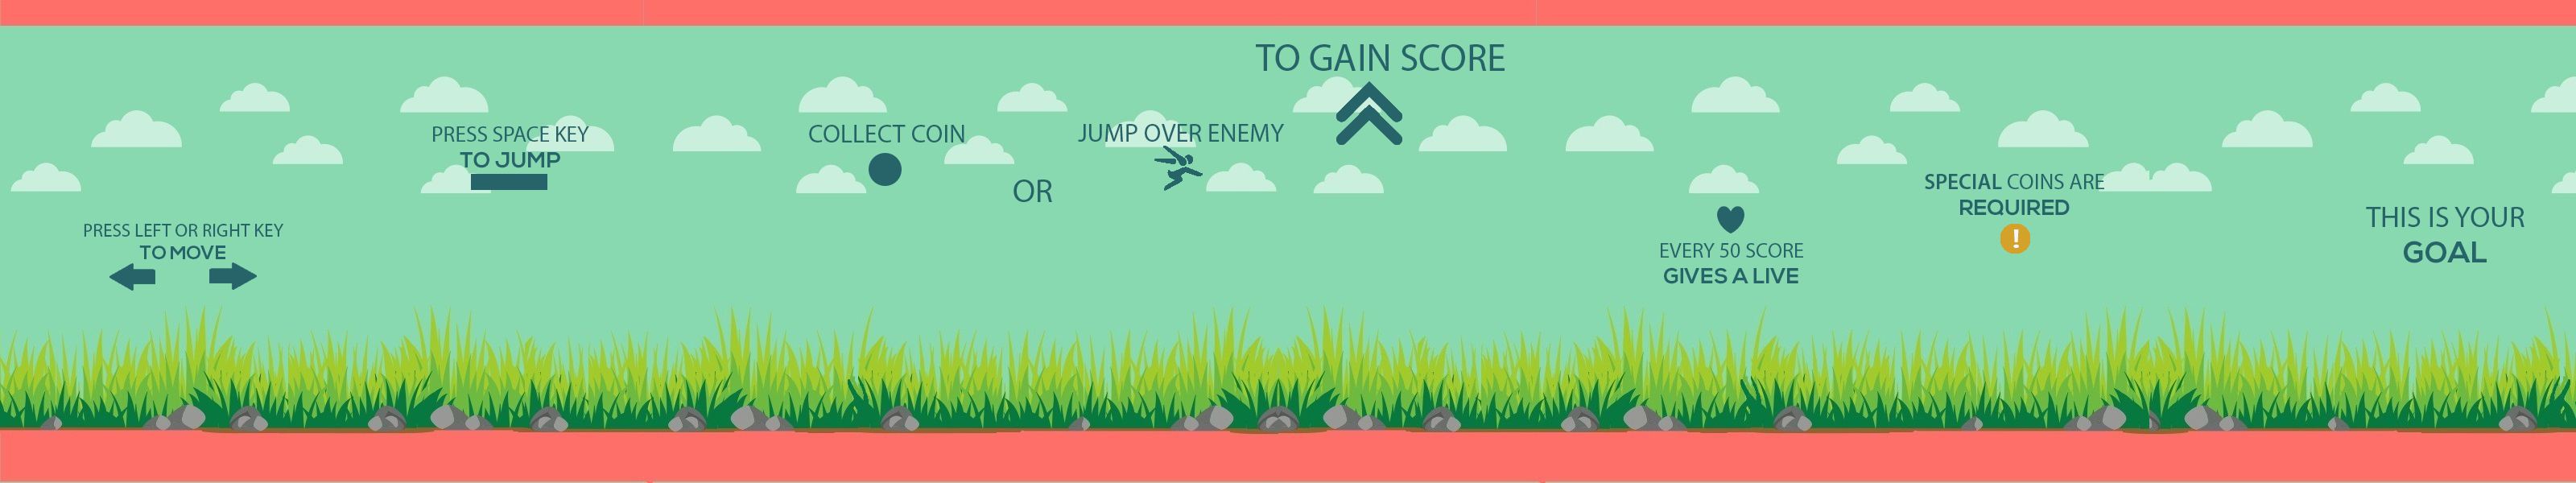 PRESS LEFT OR RIGHT KEY
TO MOVE
PRESS SPACE KEY
TO JUMP
COLLECT COIN
OR
JUMP OVER ENEMY
TO GAIN SCORE
EVERY 50 SCORE
GIVES A LIVE
SPECIAL COINS ARE
REQUIRED
!
THIS IS YOUR
GOAL